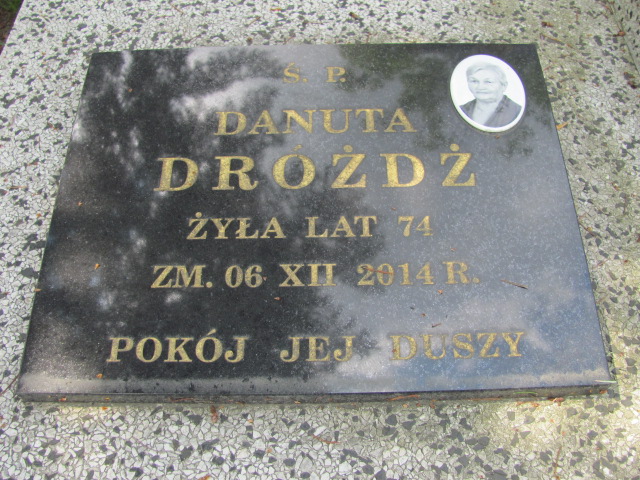 Ś. P.
DANUTA
DRÓŻDŻ
ŻYŁA LAT 74
ZM. 06 XII 2014 R.
POKÓJ JEJ DUSZY